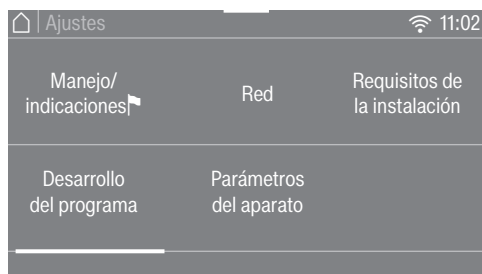 Ajustes
11:02
Manejo/
indicaciones
Red
Requisitos de
la instalación
Desarrollo
del programa
Parámetros
del aparato